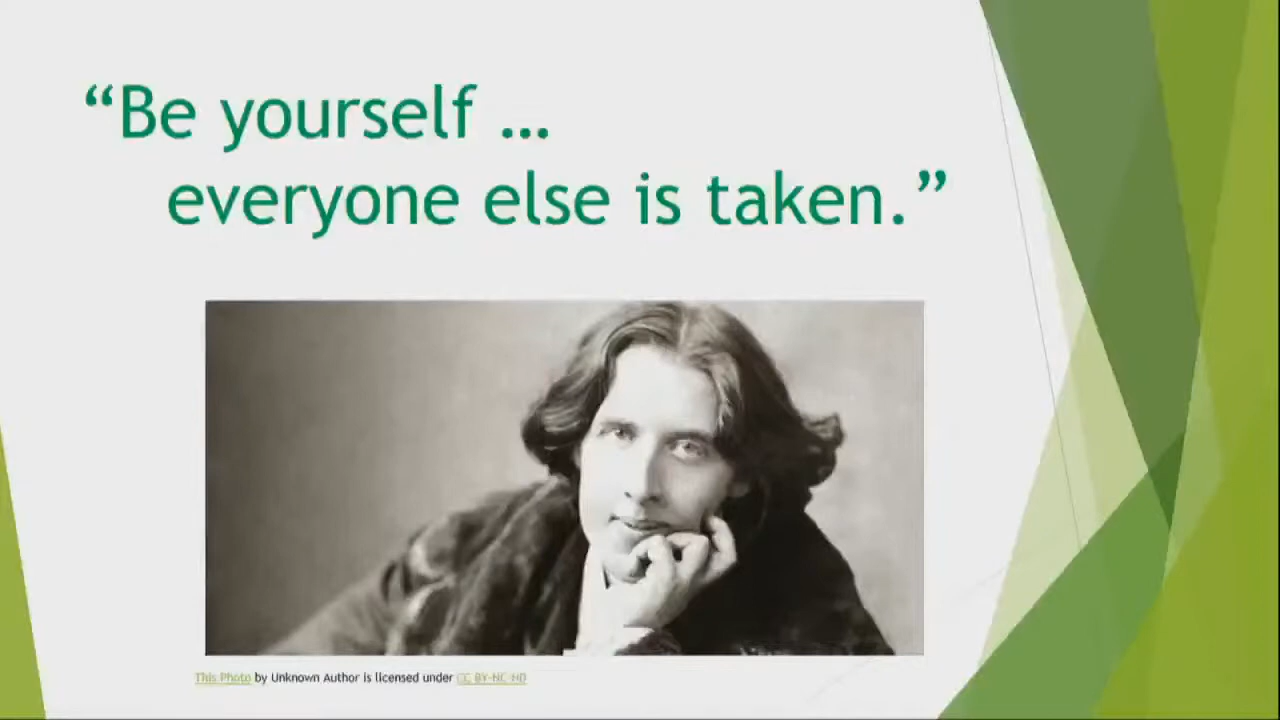 “Be yourself …
everyone else is taken.”
This Photo by Unknown Author is licensed under CC BY-NC-ND